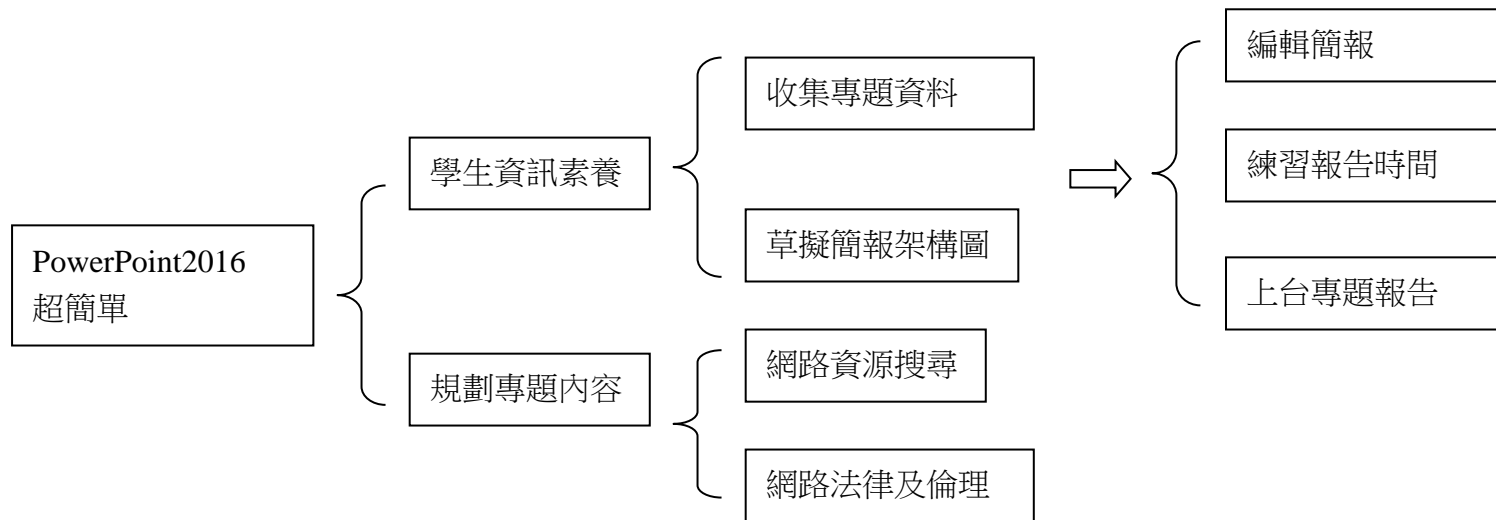 PowerPoint2016
超簡單
學生資訊素養
規劃專題內容
收集專題資料
草擬簡報架構圖
網路資源搜尋
網路法律及倫理
編輯簡報
練習報告時間
上台專題報告